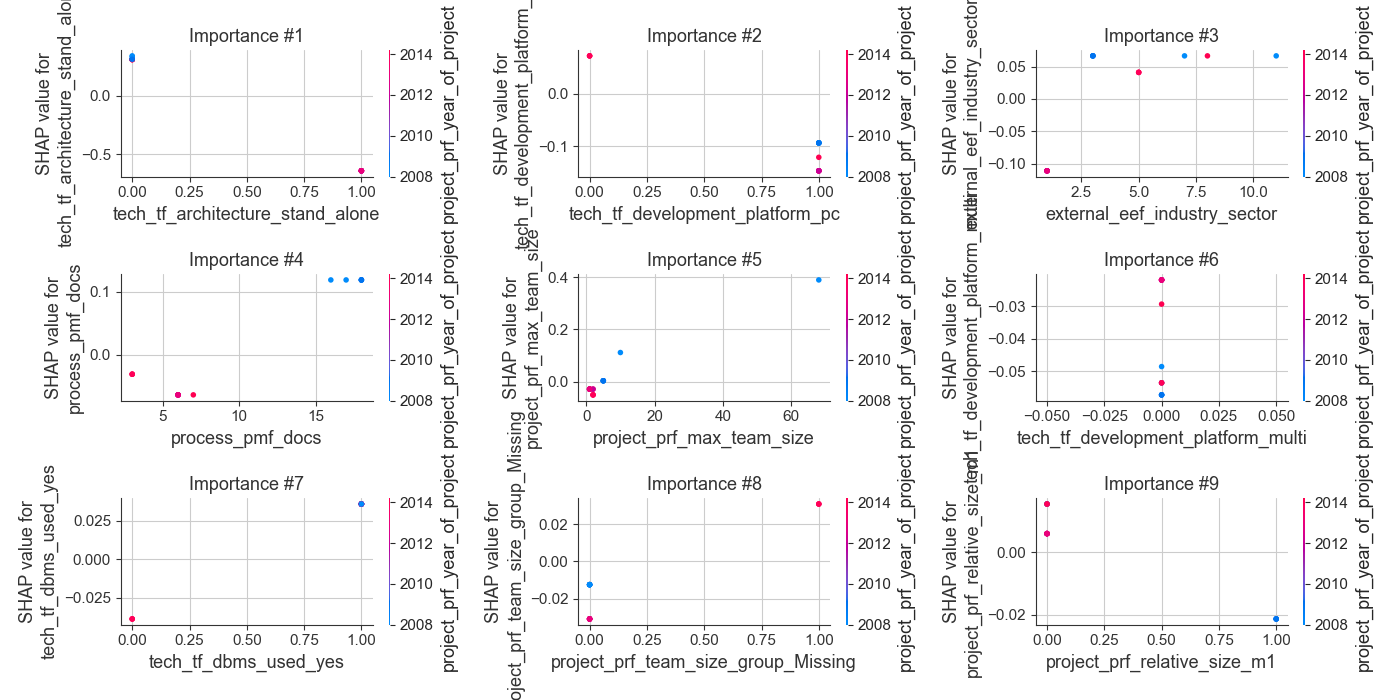 Importance #1
SHAP value for
tech_tf_architecture_stand_alone
0.0
−0.5
0.00
0.25
0.50
0.75
1.00
tech_tf_architecture_stand_alone
2014
2012
2010
2008
project_prf_year_of_project
Importance #2
SHAP value for
tech_tf_development_platform_
0.0
−0.1
0.00
0.25
0.50
0.75
1.00
tech_tf_development_platform_pc
2014
2012
2010
2008
project_prf_year_of_project
Importance #3
SHAP value for
external_eef_industry_sector
0.05
0.00
−0.05
−0.10
2.5
5.0
7.5
10.0
external_eef_industry_sector
2014
2012
2010
2008
project_prf_year_of_project
Importance #4
SHAP value for
process_pmf_docs
0.1
0.0
5
10
15
process_pmf_docs
2014
2012
2010
2008
project_prf_year_of_project
Importance #5
SHAP value for
project_prf_max_team_size
0.4
0.2
0.0
0
20
40
60
project_prf_max_team_size
2014
2012
2010
2008
project_prf_year_of_project
Importance #6
SHAP value for
tech_tf_development_platform_multi
−0.03
−0.04
−0.05
−0.050
−0.025
0.000
0.025
0.050
tech_tf_development_platform_multi
2014
2012
2010
2008
project_prf_year_of_project
Importance #7
SHAP value for
tech_tf_dbms_used_yes
0.025
0.000
−0.025
0.00
0.25
0.50
0.75
1.00
tech_tf_dbms_used_yes
2014
2012
2010
2008
project_prf_year_of_project
Importance #8
SHAP value for
project_prf_team_size_group_Missing
0.02
0.00
−0.02
0.00
0.25
0.50
0.75
1.00
project_prf_team_size_group_Missing
2014
2012
2010
2008
project_prf_year_of_project
Importance #9
SHAP value for
project_prf_relative_size_m1
0.00
−0.02
0.00
0.25
0.50
0.75
1.00
project_prf_relative_size_m1
2014
2012
2010
2008
project_prf_year_of_project